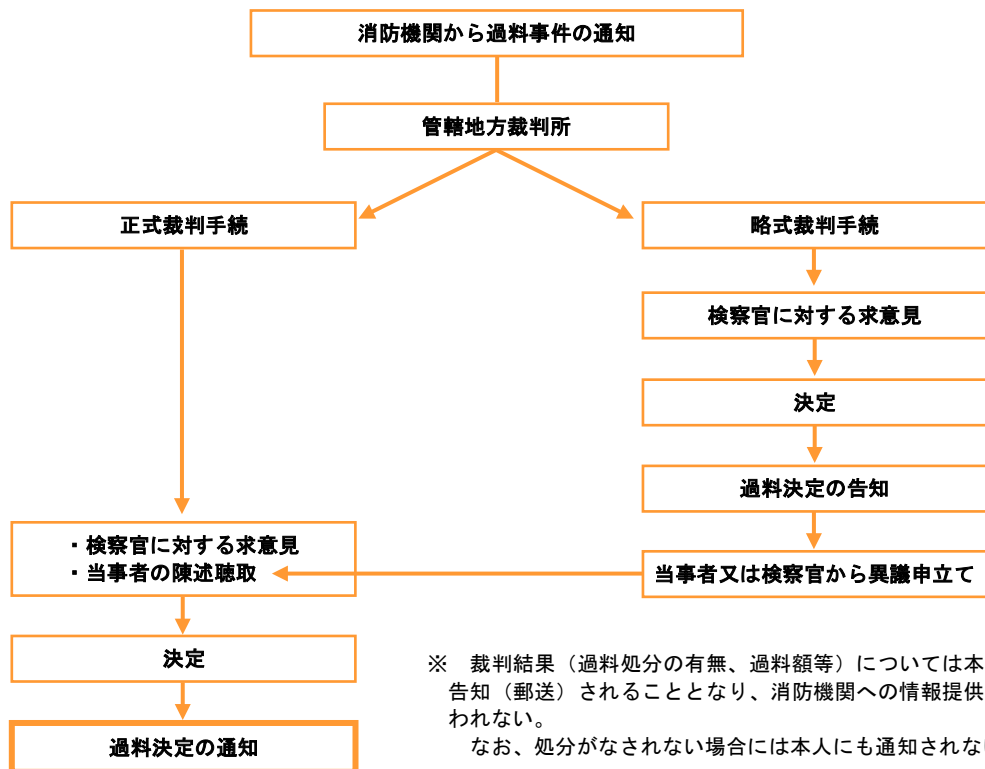 消防機関から過料事件の通知
管轄地方裁判所
正式裁判手続
略式裁判手続
検察官に対する求意見
決定
過料決定の告知
・検察官に対する求意見
・当事者の陳述聴取
当事者又は検察官から異議申立て
決定
過料決定の通知
※　裁判結果（過料処分の有無、過料額等）については本
告知（郵送）されることとなり、消防機関への情報提供
われない。
なお、処分がなされない場合には本人にも通知されな